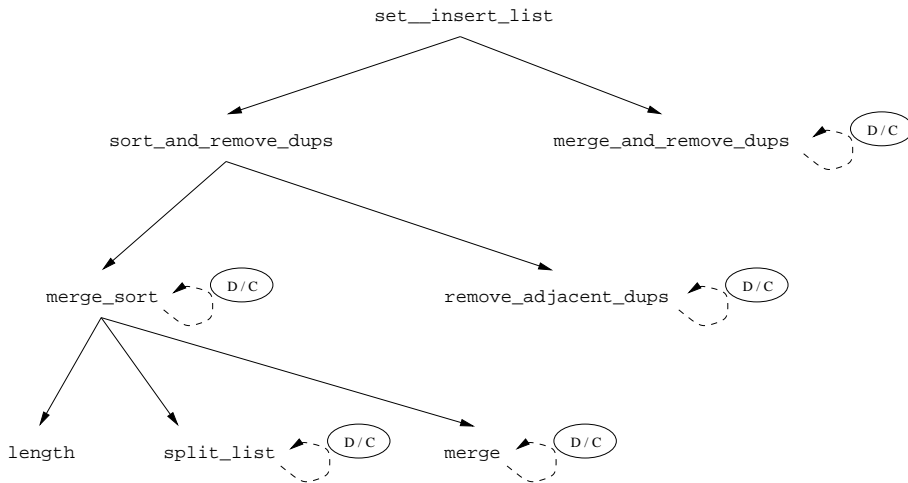 set__insert_list
sort_and_remove_dups
merge_and_remove_dups
D / C
merge_sort
D / C
remove_adjacent_dups
D / C
length
split_list
D / C
merge
D / C